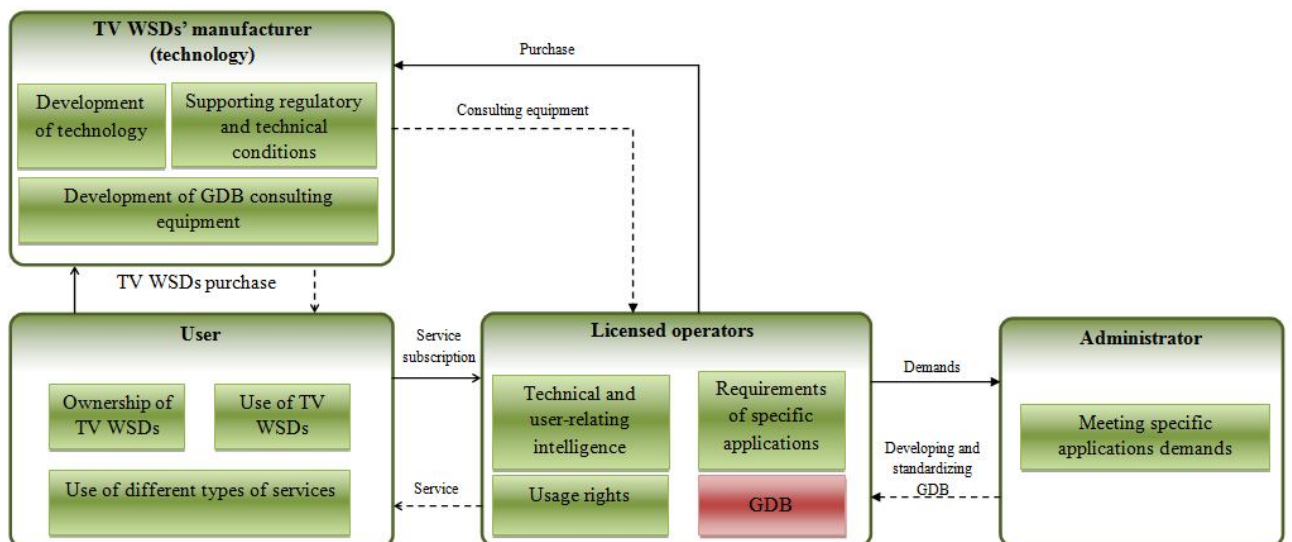 TV WSDs' manufacturer
(technology)
Development
of technology
Supporting regulatory
and technical
conditions
Development of GDB consulting
equipment
Purchase
Consulting equipment
TV WSDs purchase
User
Ownership of
TV WSDs
Use of TV
WSDs
Use of different types of services
Service
subscription
Service
Licensed operators
Technical and
user-relating
intelligence
Requirements
of specific
applications
Usage rights
GDB
Demands
Developing and
standardizing
GDB
Administrator
Meeting specific
applications demands